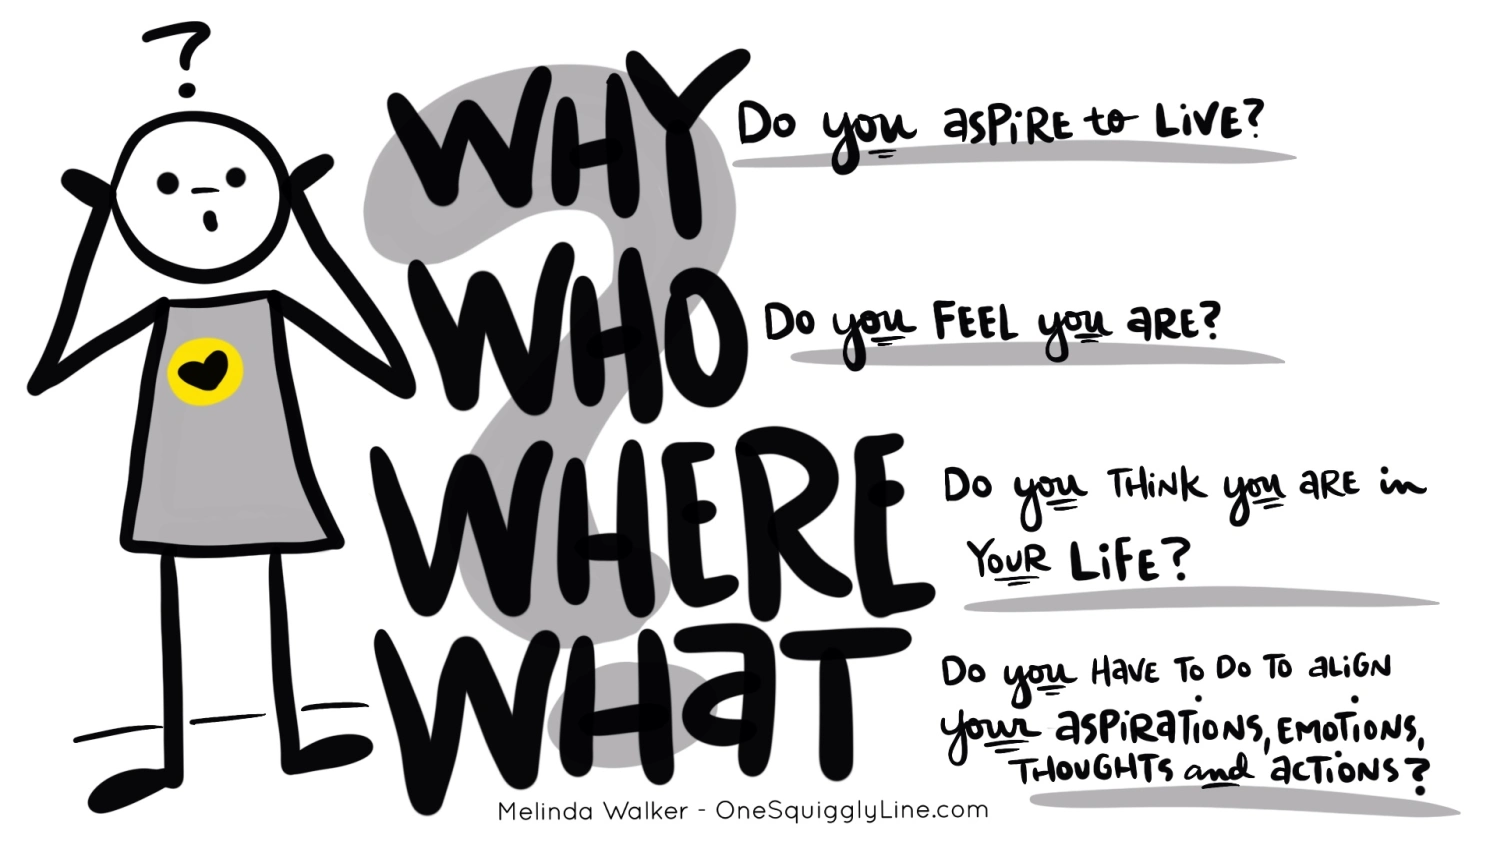 ?
WHY Do you aSPiRE to LiVE?
WHO Do you FEEL you aRE?
WHERE Do you THiNK you aRE in
YOUR LiFE?
WHaT Do you HAVE TO DO TO aLiGN
your aSPiRaTiONS, EMOTiONS,
THOUGHTS and aCTiONS?
Melinda Walker - OneSquigglyLine.com